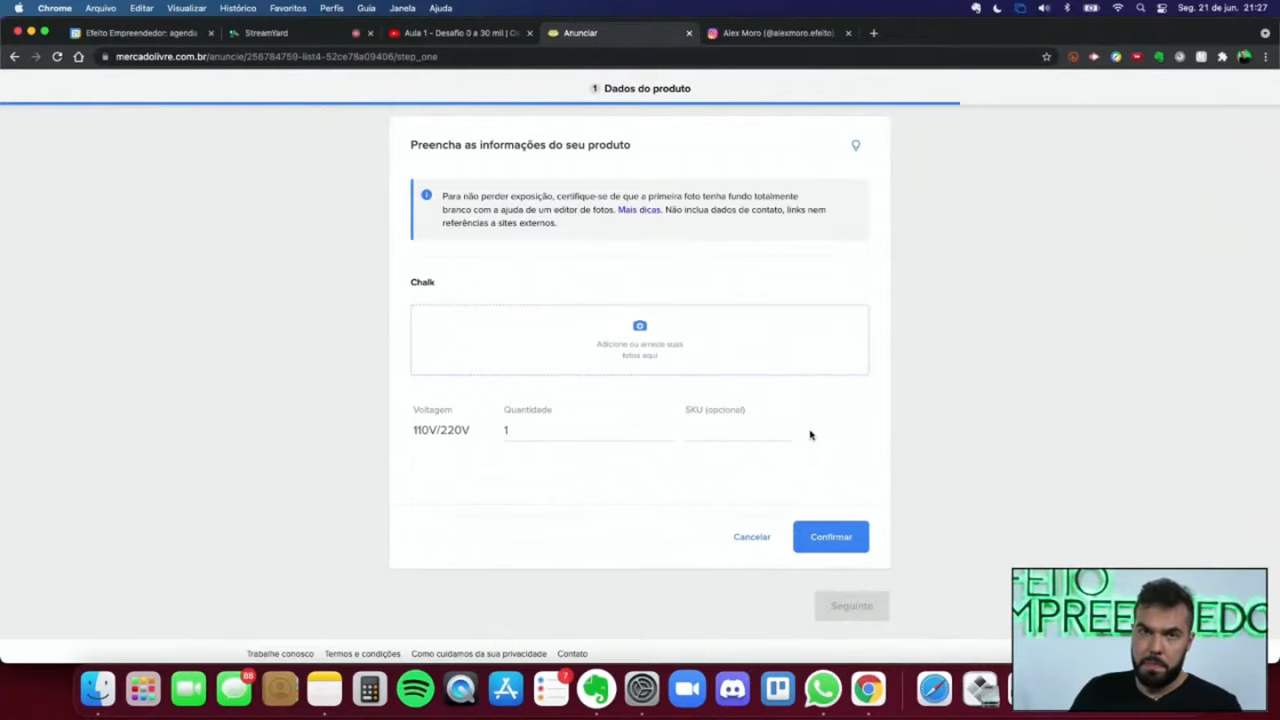 Chrome Arquivo Editar Visualizar Histórico Favoritos Perfis Guia Janela Ajuda Seg. 21 de jun. 21:27
Efeito Empreendedor: agenda × StreamYard × Aula 1 - Desafio 0 a 30 mil | C × Anunciar × Alex Moro (@alexmoro.efeito) × +
mercadolivre.com.br/anuncie/256784759-list4-52ce78a09406/step_one
1 Dados do produto
Preencha as informações do seu produto
Para não perder exposição, certifique-se de que a primeira foto tenha fundo totalmente
branco com a ajuda de um editor de fotos. Mais dicas. Não inclua dados de contato, links nem
referências a sites externos.
Chalk
Adicione ou arraste suas
fotos aqui
Voltagem Quantidade SKU (opcional)
110V/220V 1
Cancelar Confirmar
Seguinte
Trabalhe conosco Termos e condições Como cuidamos da sua privacidade Contato
FEITO
MPREENDEDO
88
7